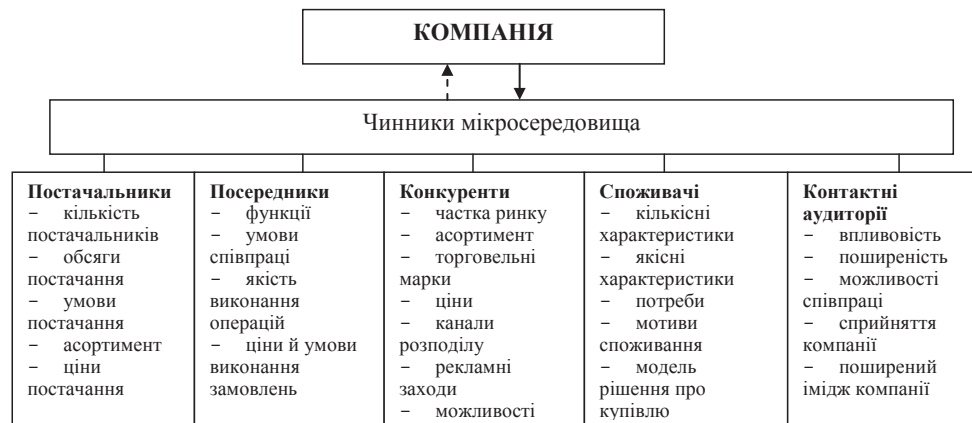 КОМПАНІЯ
Чинники мікросередовища
Постачальники
− кількість
постачальників
− обсяги
постачання
− умови
постачання
− асортимент
− ціни
постачання
Посередники
− функції
− умови
співпраці
− якість
виконання
операцій
− ціни й умови
виконання
замовлень
Конкуренти
− частка ринку
− асортимент
− торговельні
марки
− ціни
− канали
розподілу
− рекламні
заходи
− можливості
Споживачі
− кількісні
характеристики
− якісні
характеристики
− потреби
− мотиви
споживання
− модель
рішення про
купівлю
Контактні
аудиторії
− впливовість
− поширеність
− можливості
співпраці
− сприйняття
компанії
− поширений
імідж компанії